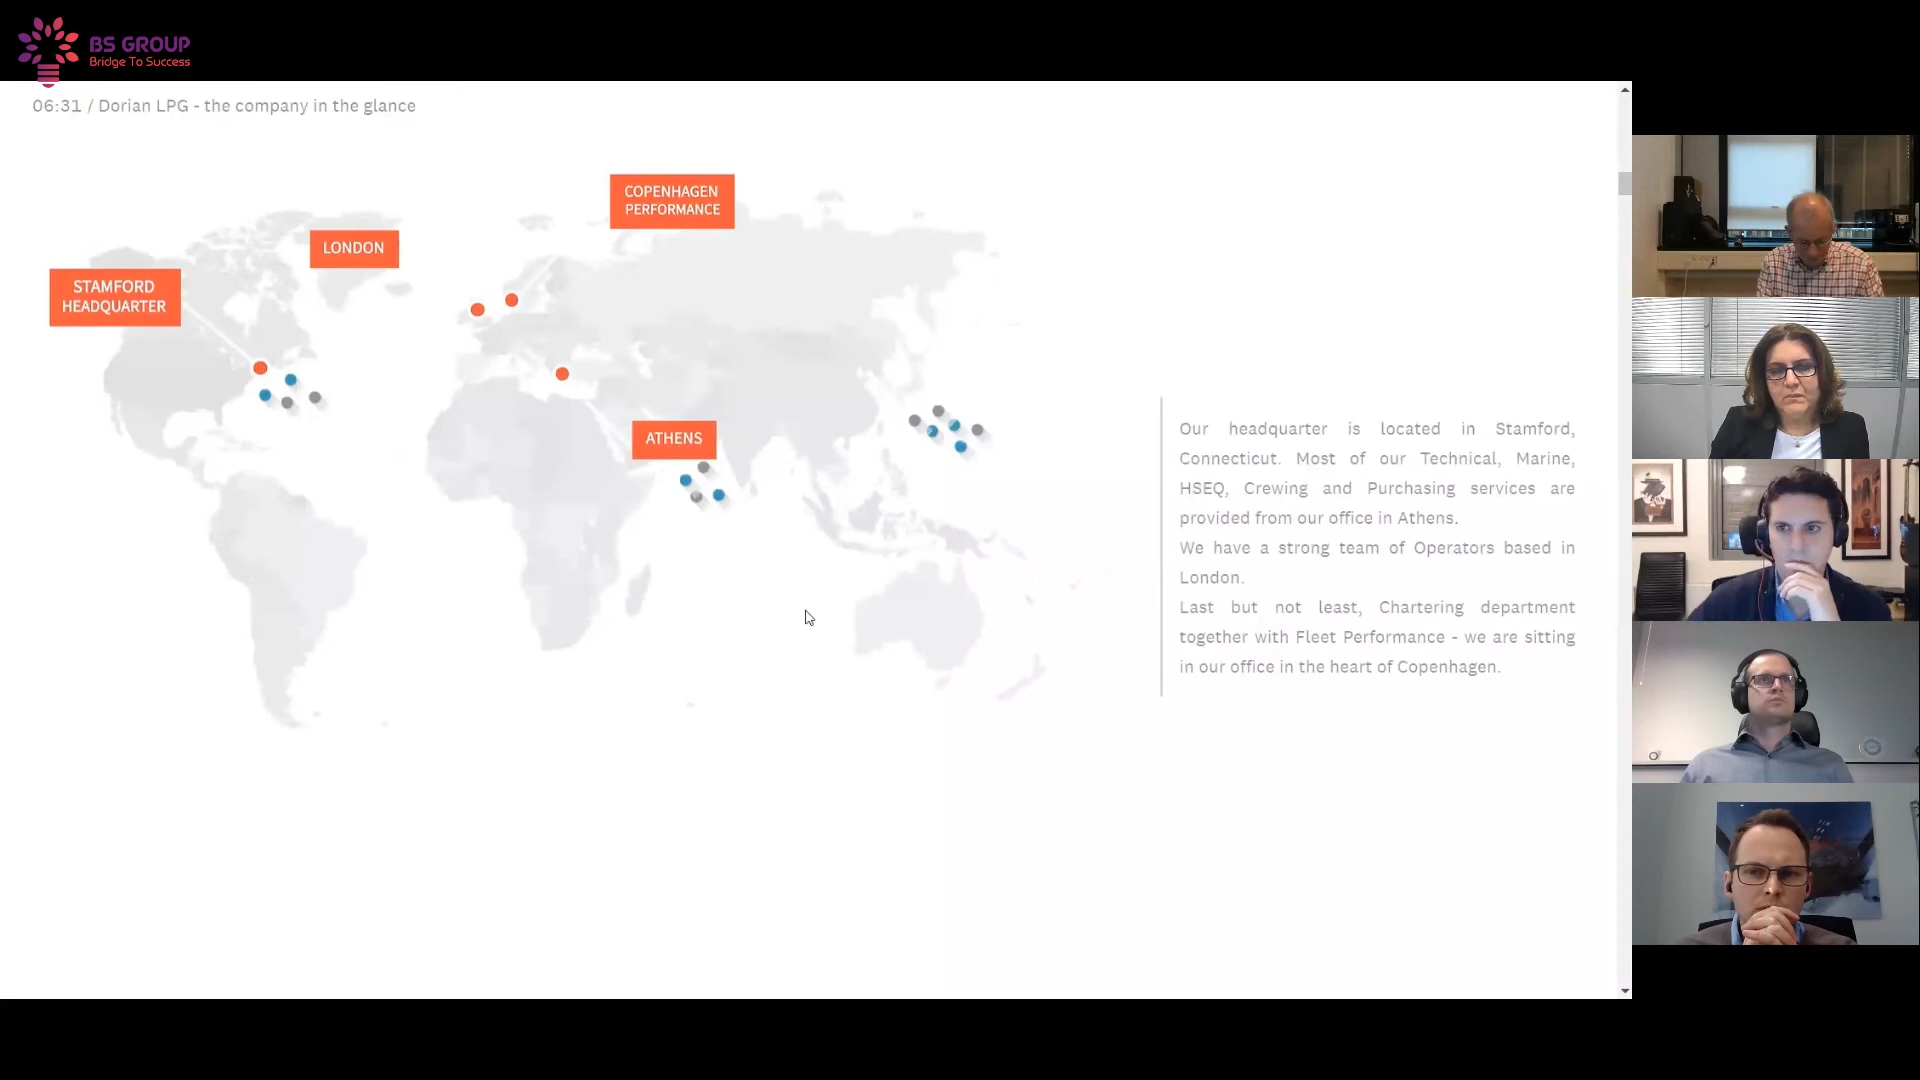 BS GROUP
Bridge To Success
06:31 / Dorian LPG - the company in the glance
COPENHAGEN
PERFORMANCE
LONDON
STAMFORD
HEADQUARTER
ATHENS
Our headquarter is located in Stamford,
Connecticut. Most of our Technical, Marine,
HSEQ, Crewing and Purchasing services are
provided from our office in Athens.
We have a strong team of Operators based in
London.
Last but not least, Chartering department
together with Fleet Performance - we are sitting
in our office in the heart of Copenhagen.